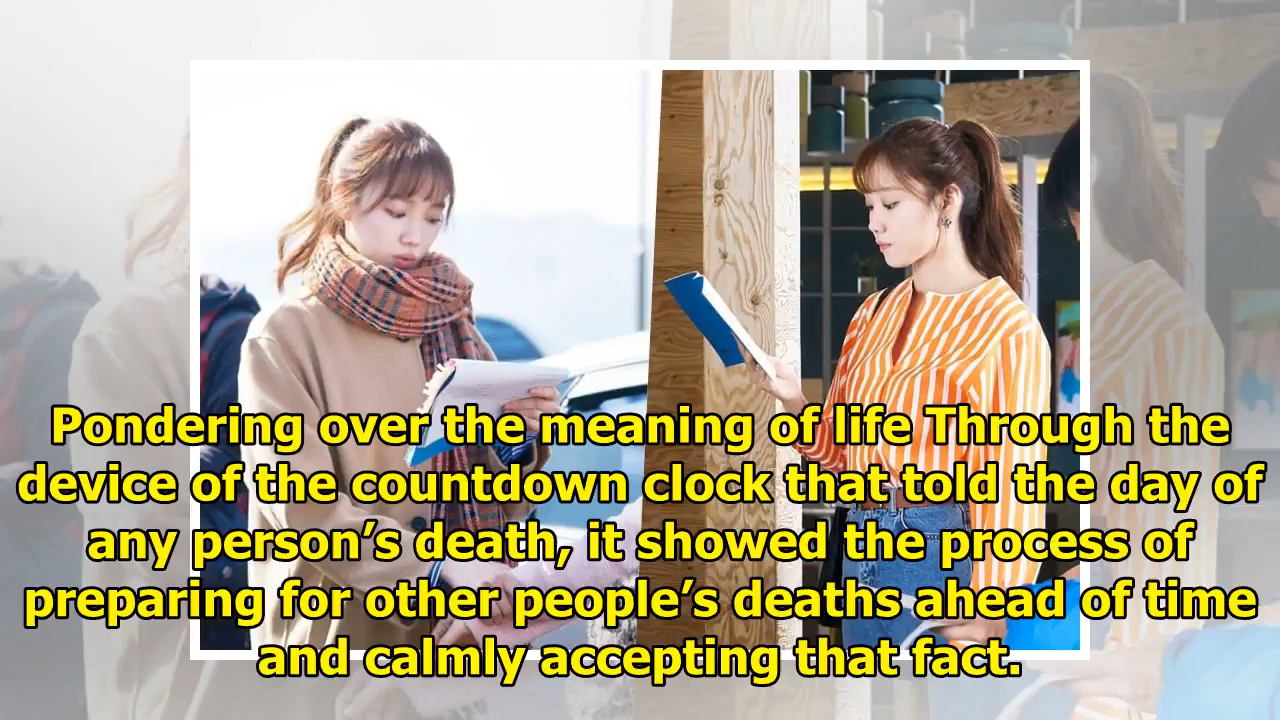 Pondering over the meaning of life Through the
device of the countdown clock that told the day of
any person’s death, it showed the process of
preparing for other people’s deaths ahead of time
and calmly accepting that fact.